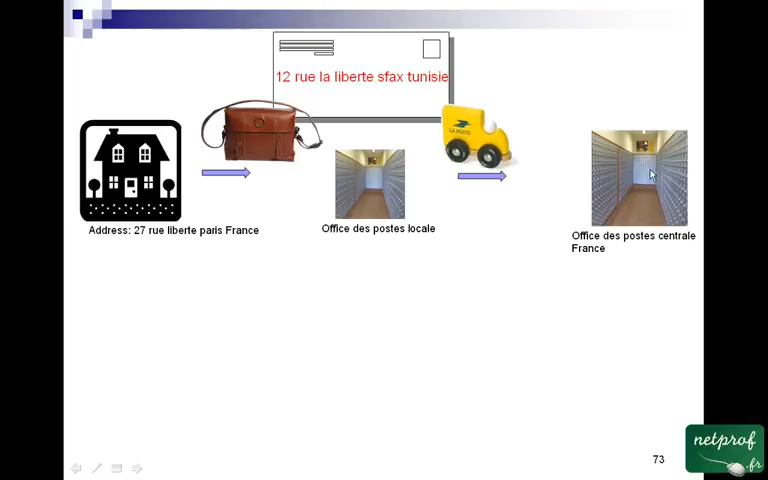 12 rue la liberte sfax tunisie
LA POSTE
Address: 27 rue liberte paris France
Office des postes locale
Office des postes centrale
France
73
netprof
.fr